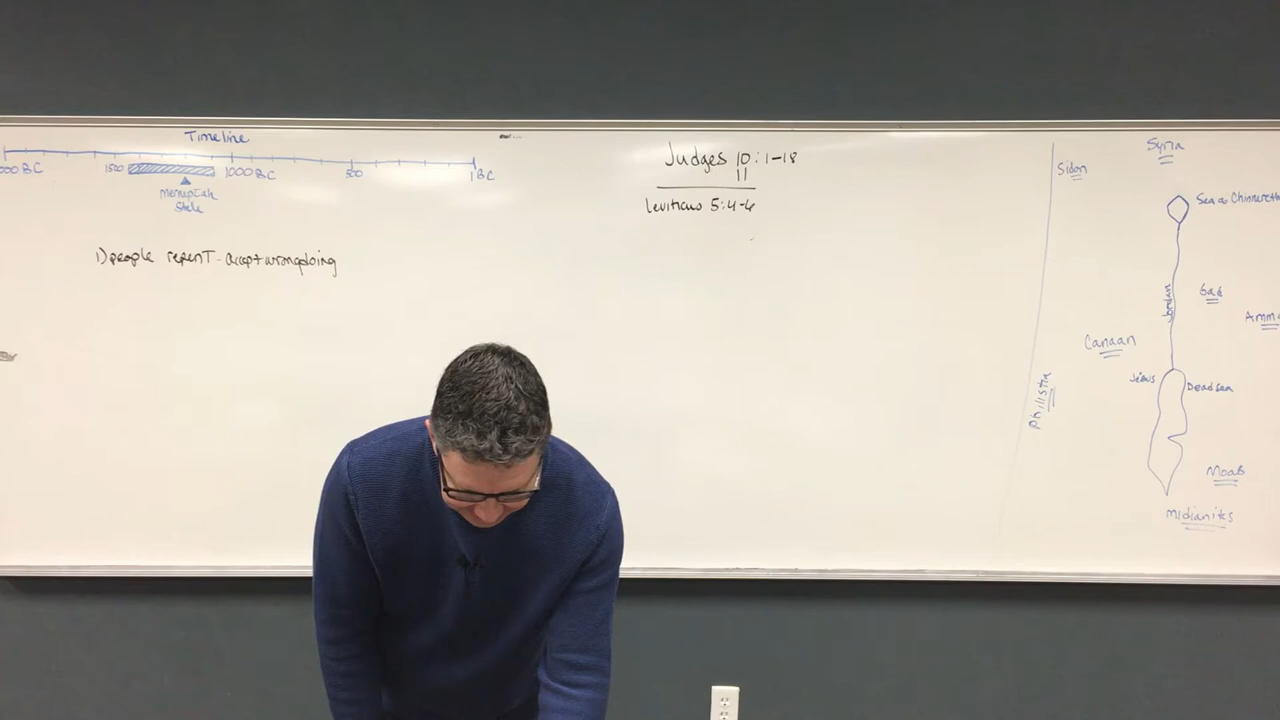 Timeline
000 BC 1500 1000 BC 500 1 BC
Merneptah
Stele
1) people repent - accept wrongdoing
Judges 10:1-18
11
Leviticus 5:4-6
Syria
Sidon
Sea of Chinnereth
Jordan
Gad
Ammo
Canaan
Jebus
Dead Sea
Philistia
Moab
Midianites